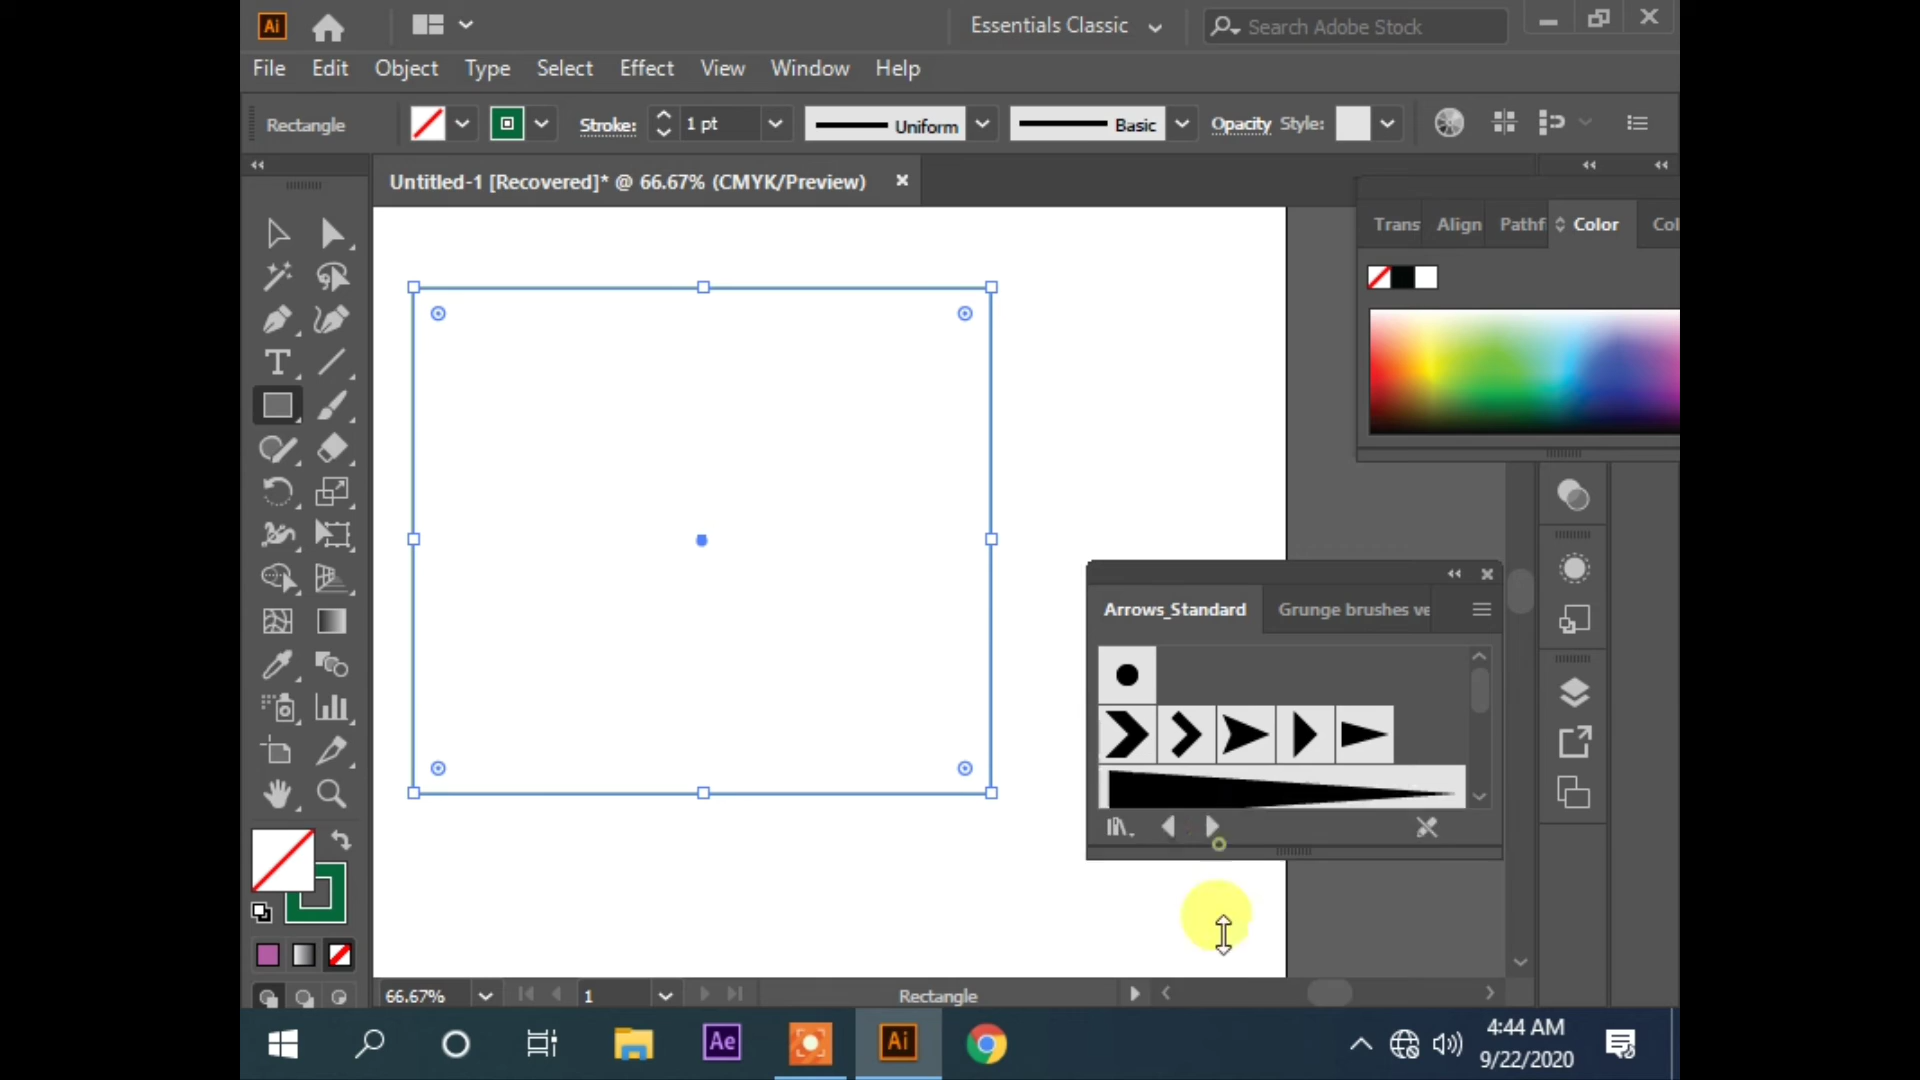 Ai
Essentials Classic
Search Adobe Stock
File Edit Object Type Select Effect View Window Help
Rectangle
Stroke: 1 pt Uniform Basic Opacity Style:
Untitled-1 [Recovered]* @ 66.67% (CMYK/Preview)
Trans Align Pathf Color Col
T
Arrows_Standard Grunge brushes ve
66.67% 1 Rectangle
Ae Ai
4:44 AM
9/22/2020